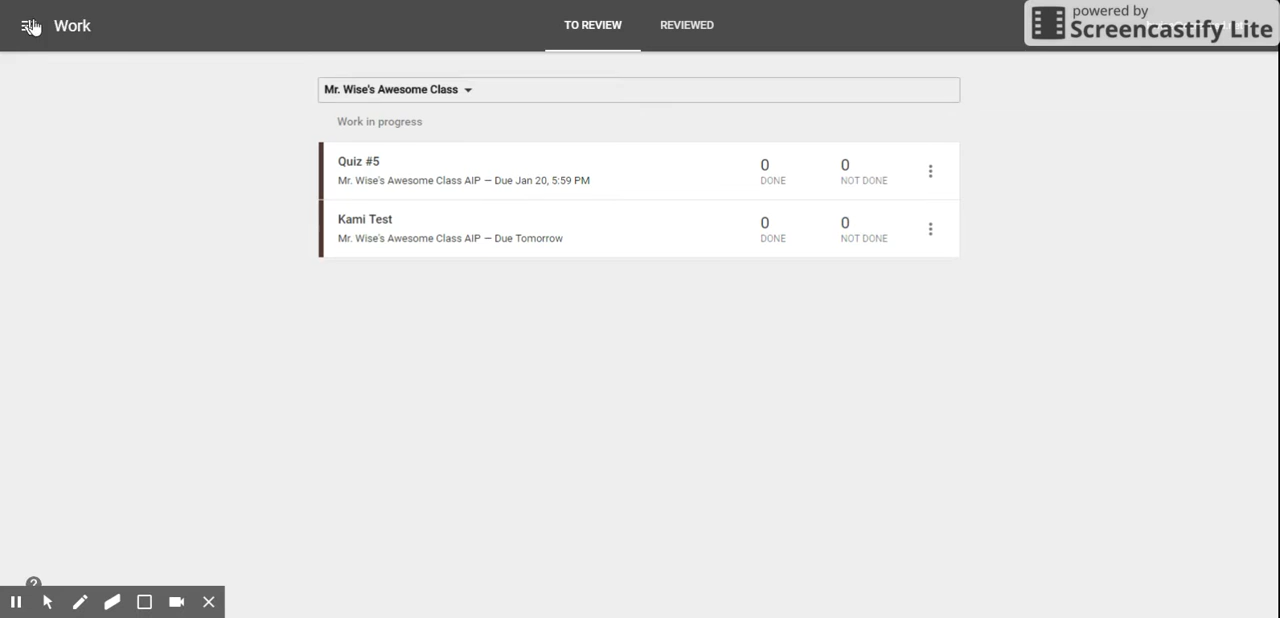 Work
TO REVIEW
REVIEWED
powered by
Screencastify Lite
Mr. Wise's Awesome Class
Work in progress
Quiz #5
Mr. Wise's Awesome Class AIP — Due Jan 20, 5:59 PM
0
DONE
0
NOT DONE
Kami Test
Mr. Wise's Awesome Class AIP — Due Tomorrow
0
DONE
0
NOT DONE
?